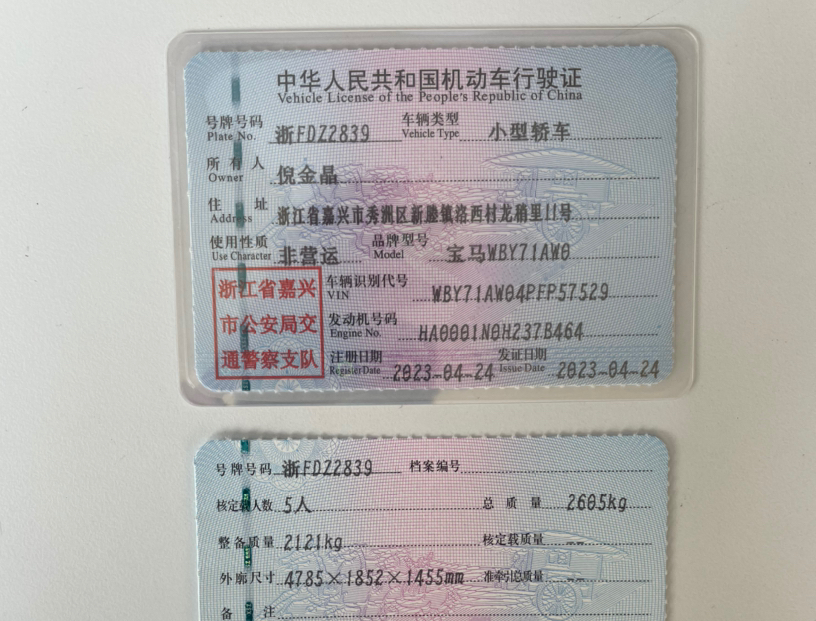 中华人民共和国机动车行驶证
Vehicle License of the People's Republic of China
号牌号码 浙FDZ2839 车辆类型 小型轿车
Plate No. Vehicle Type
所有人 倪金晶
Owner
住址 浙江省嘉兴市秀洲区新塍镇洛西村龙稍里11号
Address
使用性质 非营运 品牌型号 宝马WBY71AW0
Use Character Model
浙江省嘉兴
市公安局交
通警察支队
车辆识别代号 WBY71AW04PFP57529
VIN
发动机号码 HA0001N0H237B464
Engine No.
注册日期 2023-04-24 发证日期 2023-04-24
Register Date Issue Date
号牌号码 浙FDZ2839 档案编号
核定载人数 5人 总质量 2605kg
整备质量 2121kg 核定载质量 --
外廓尺寸 4785×1852×1455mm 准牵引总质量 --
备注